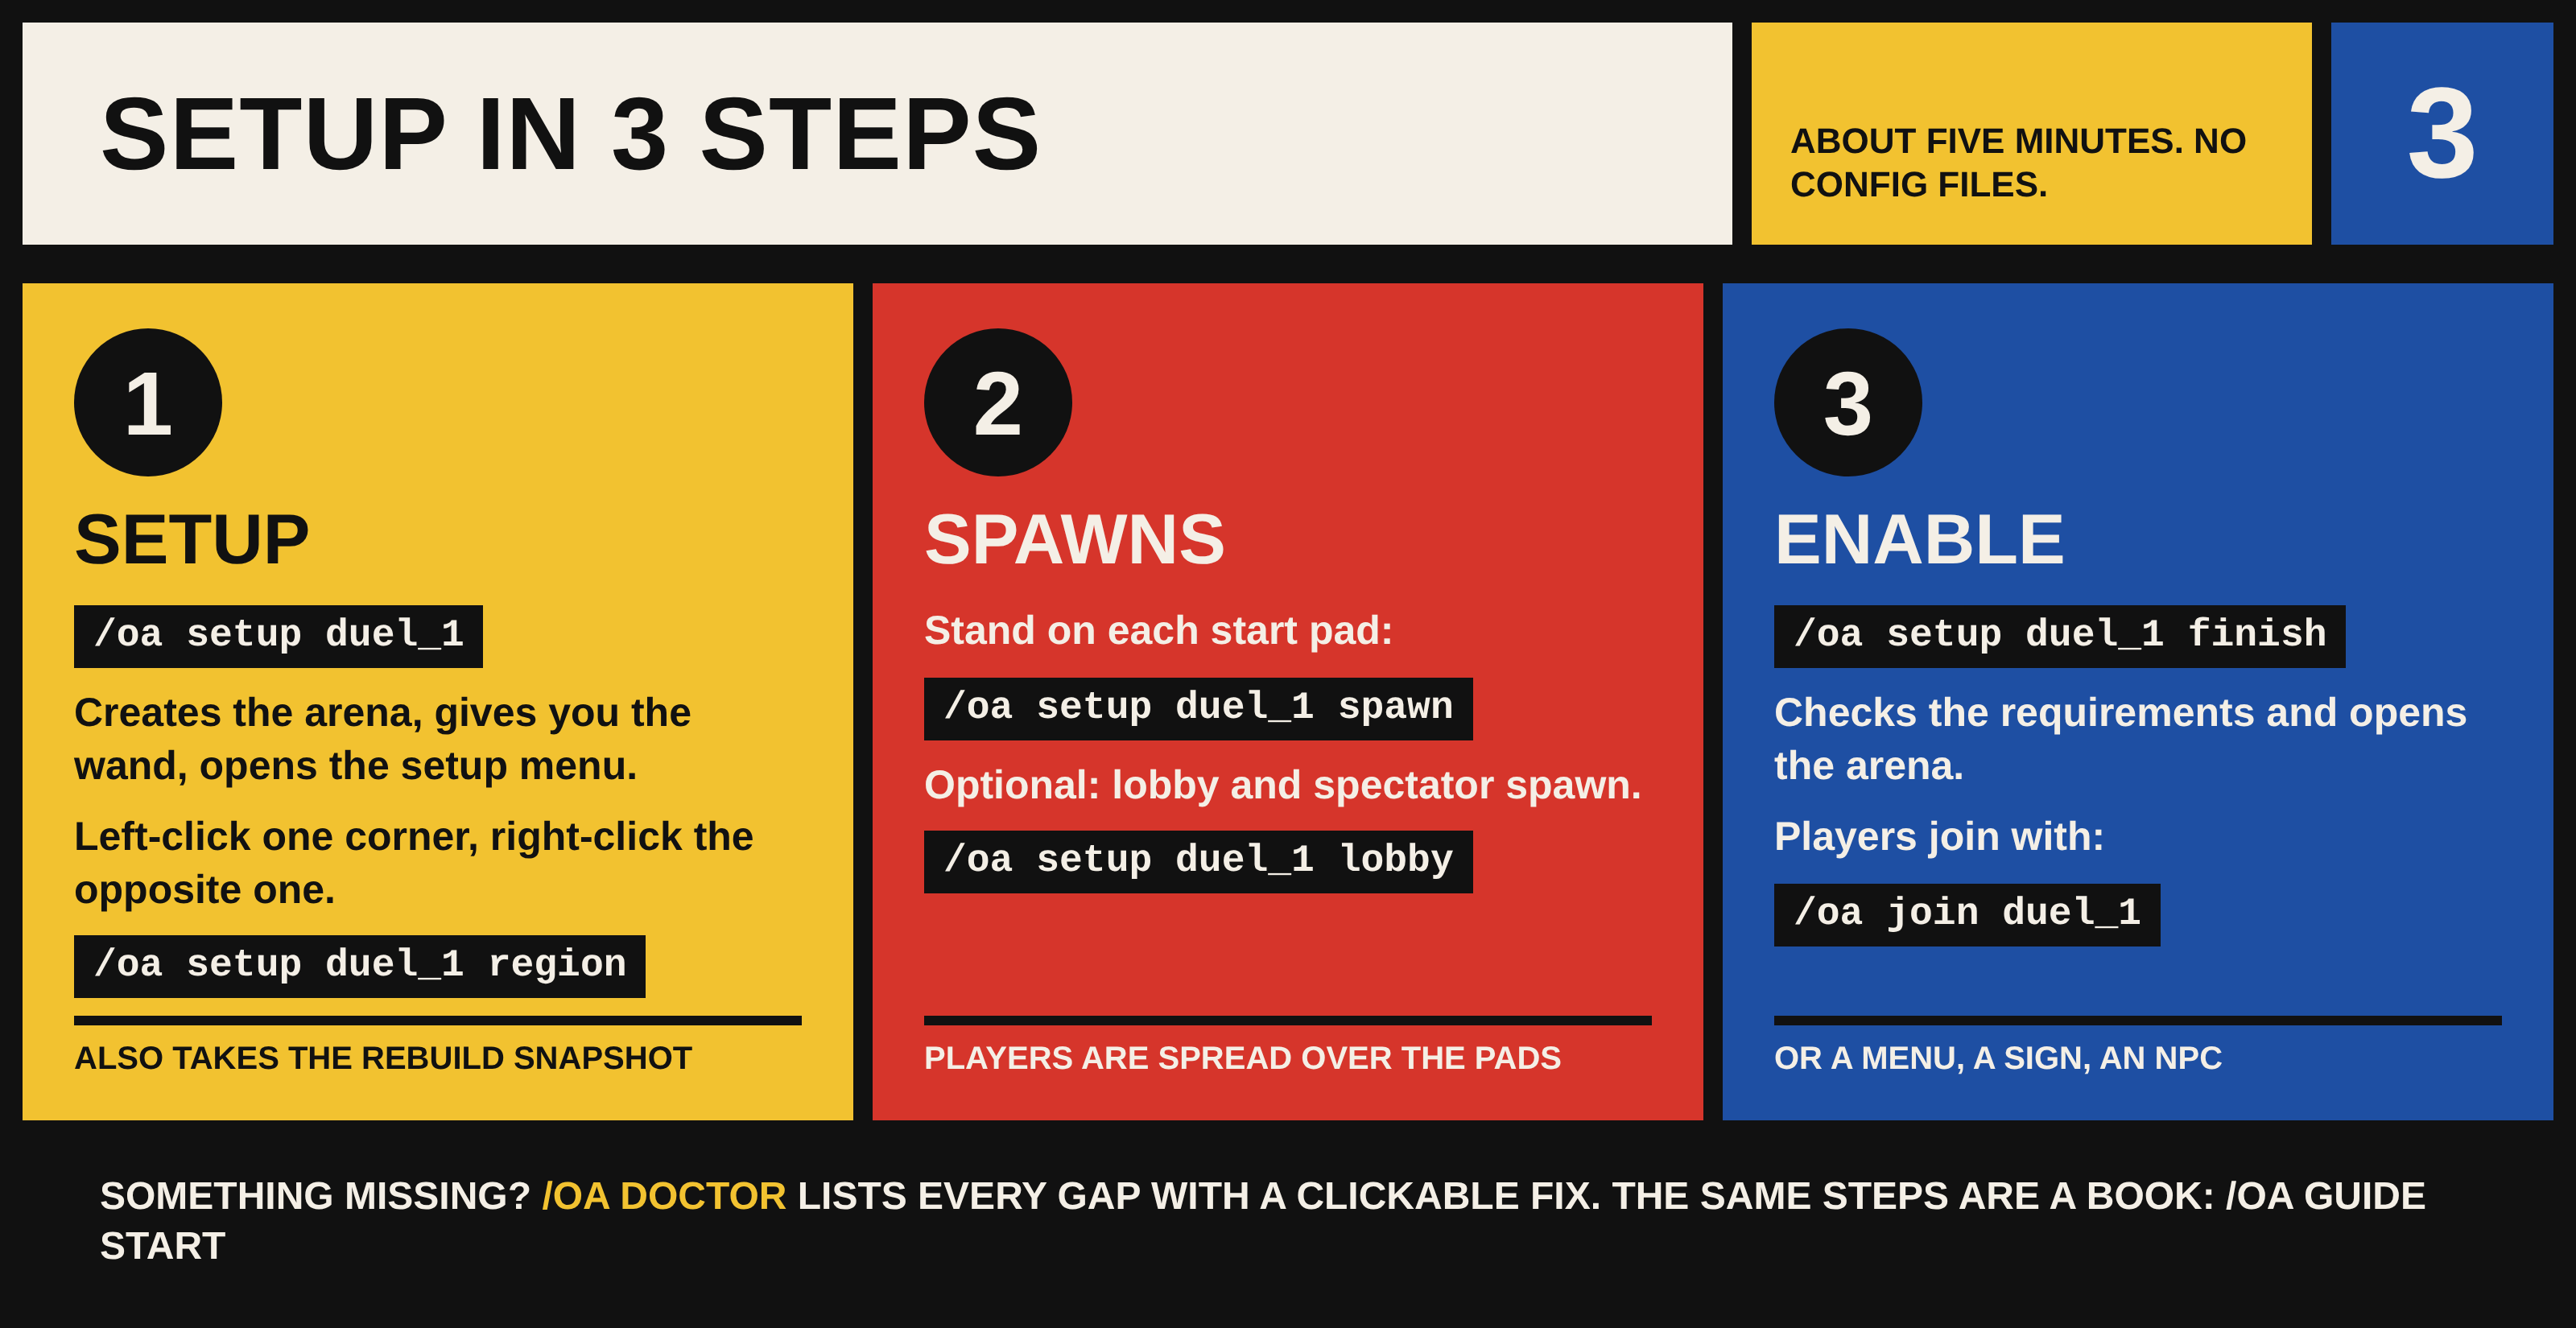 SETUP IN 3 STEPS
ABOUT FIVE MINUTES. NO
CONFIG FILES.
3
1
SETUP
/oa setup duel_1
Creates the arena, gives you the
wand, opens the setup menu.
Left-click one corner, right-click the
opposite one.
/oa setup duel_1 region
ALSO TAKES THE REBUILD SNAPSHOT
2
SPAWNS
Stand on each start pad:
/oa setup duel_1 spawn
Optional: lobby and spectator spawn.
/oa setup duel_1 lobby
PLAYERS ARE SPREAD OVER THE PADS
3
ENABLE
/oa setup duel_1 finish
Checks the requirements and opens
the arena.
Players join with:
/oa join duel_1
OR A MENU, A SIGN, AN NPC
SOMETHING MISSING? /OA DOCTOR LISTS EVERY GAP WITH A CLICKABLE FIX. THE SAME STEPS ARE A BOOK: /OA GUIDE
START